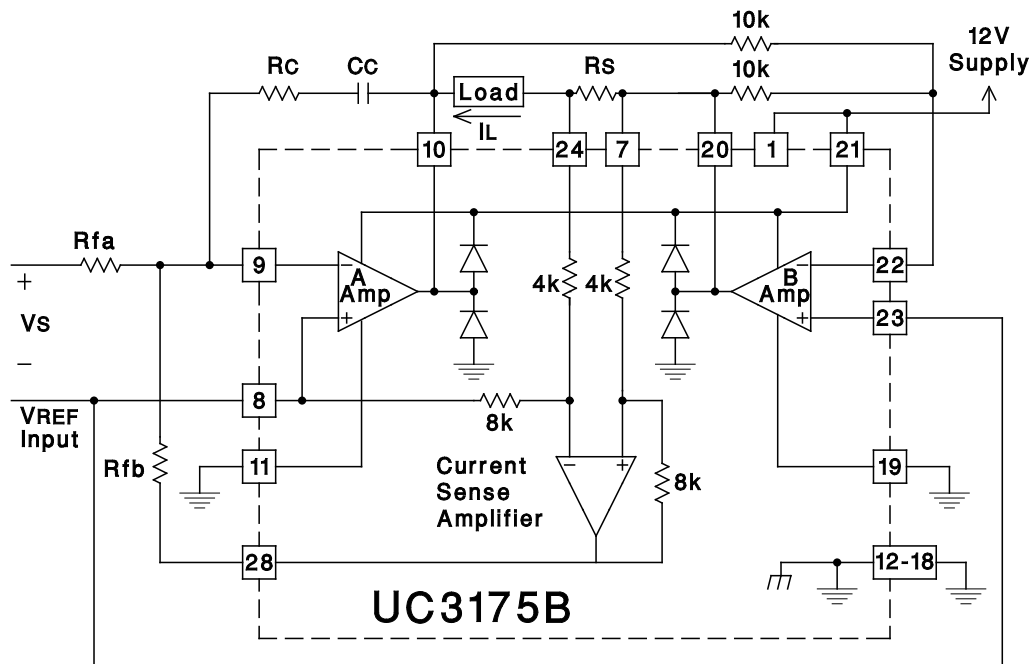 10k
12V
Supply
Rc Cc Load Rs 10k
IL
10 24 7 20 1 21
Rfa
9 − A Amp + 4k 4k − B Amp + 22
+
Vs
−
23
8
VREF
Input
8k
Rfb
11
Current
Sense
Amplifier
− +
8k
19
28
12-18
UC3175B